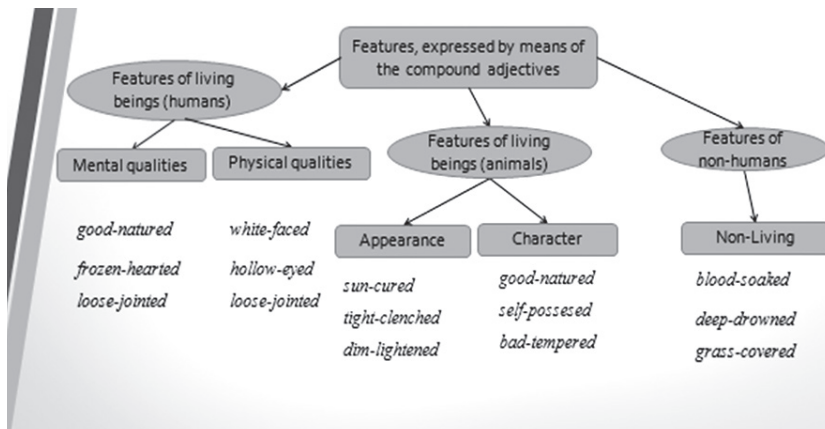 Features, expressed by means of
the compound adjectives
Features of living
beings (humans)
Mental qualities
good-natured
frozen-hearted
loose-jointed
Physical qualities
white-faced
hollow-eyed
loose-jointed
Features of living
beings (animals)
Appearance
sun-cured
tight-clenched
dim-lightened
Character
good-natured
self-possesed
bad-tempered
Features of
non-humans
Non-Living
blood-soaked
deep-drowned
grass-covered